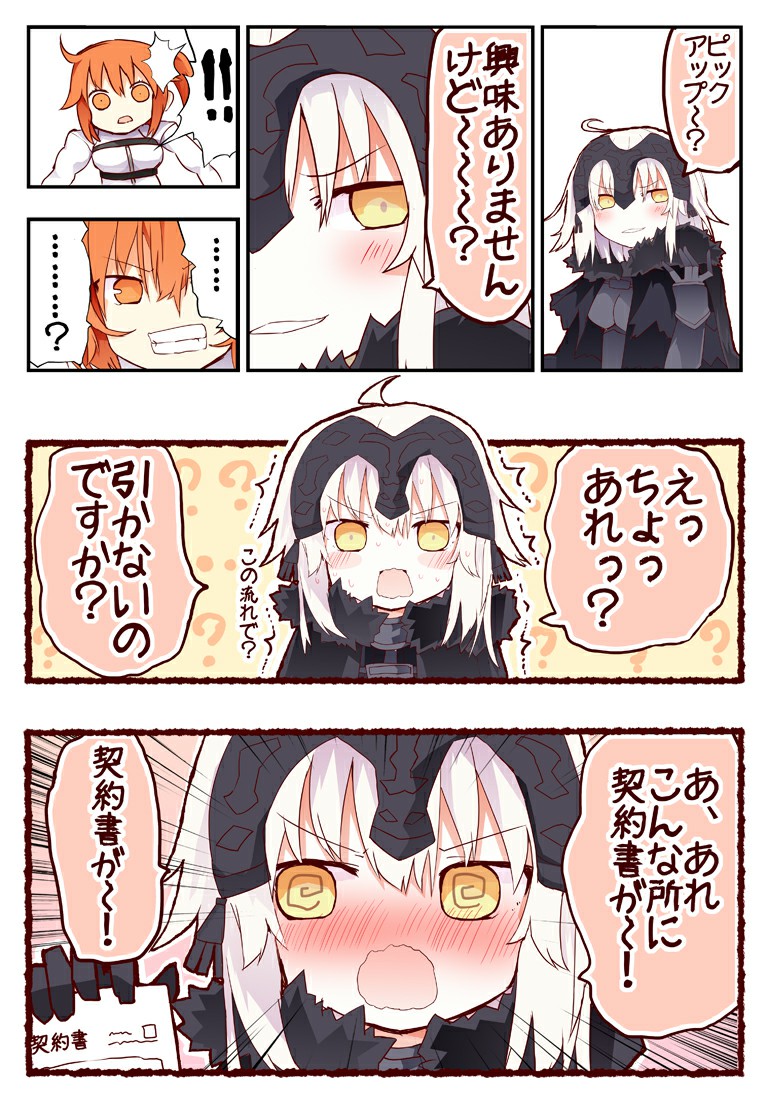 ピック
アップ～?
興味ありません
けど～～～～?
!!
……
………?
えっ
ちょっ
あれっ?
この流れで?
引かないの
ですか?
あ、あれ
こんな所に
契約書が～!
契約書が～!
契約書